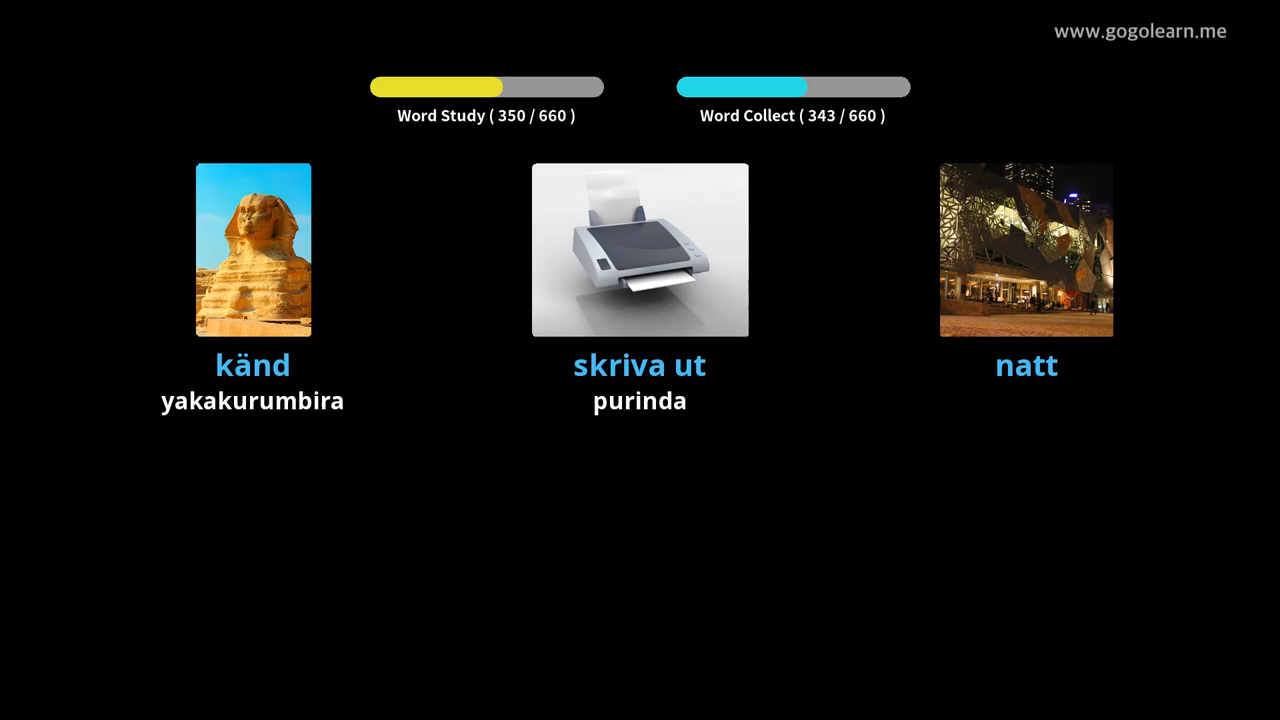 www.gogolearn.me
Word Study ( 350 / 660 )
Word Collect ( 343 / 660 )
känd
skriva ut
natt
yakakurumbira
purinda